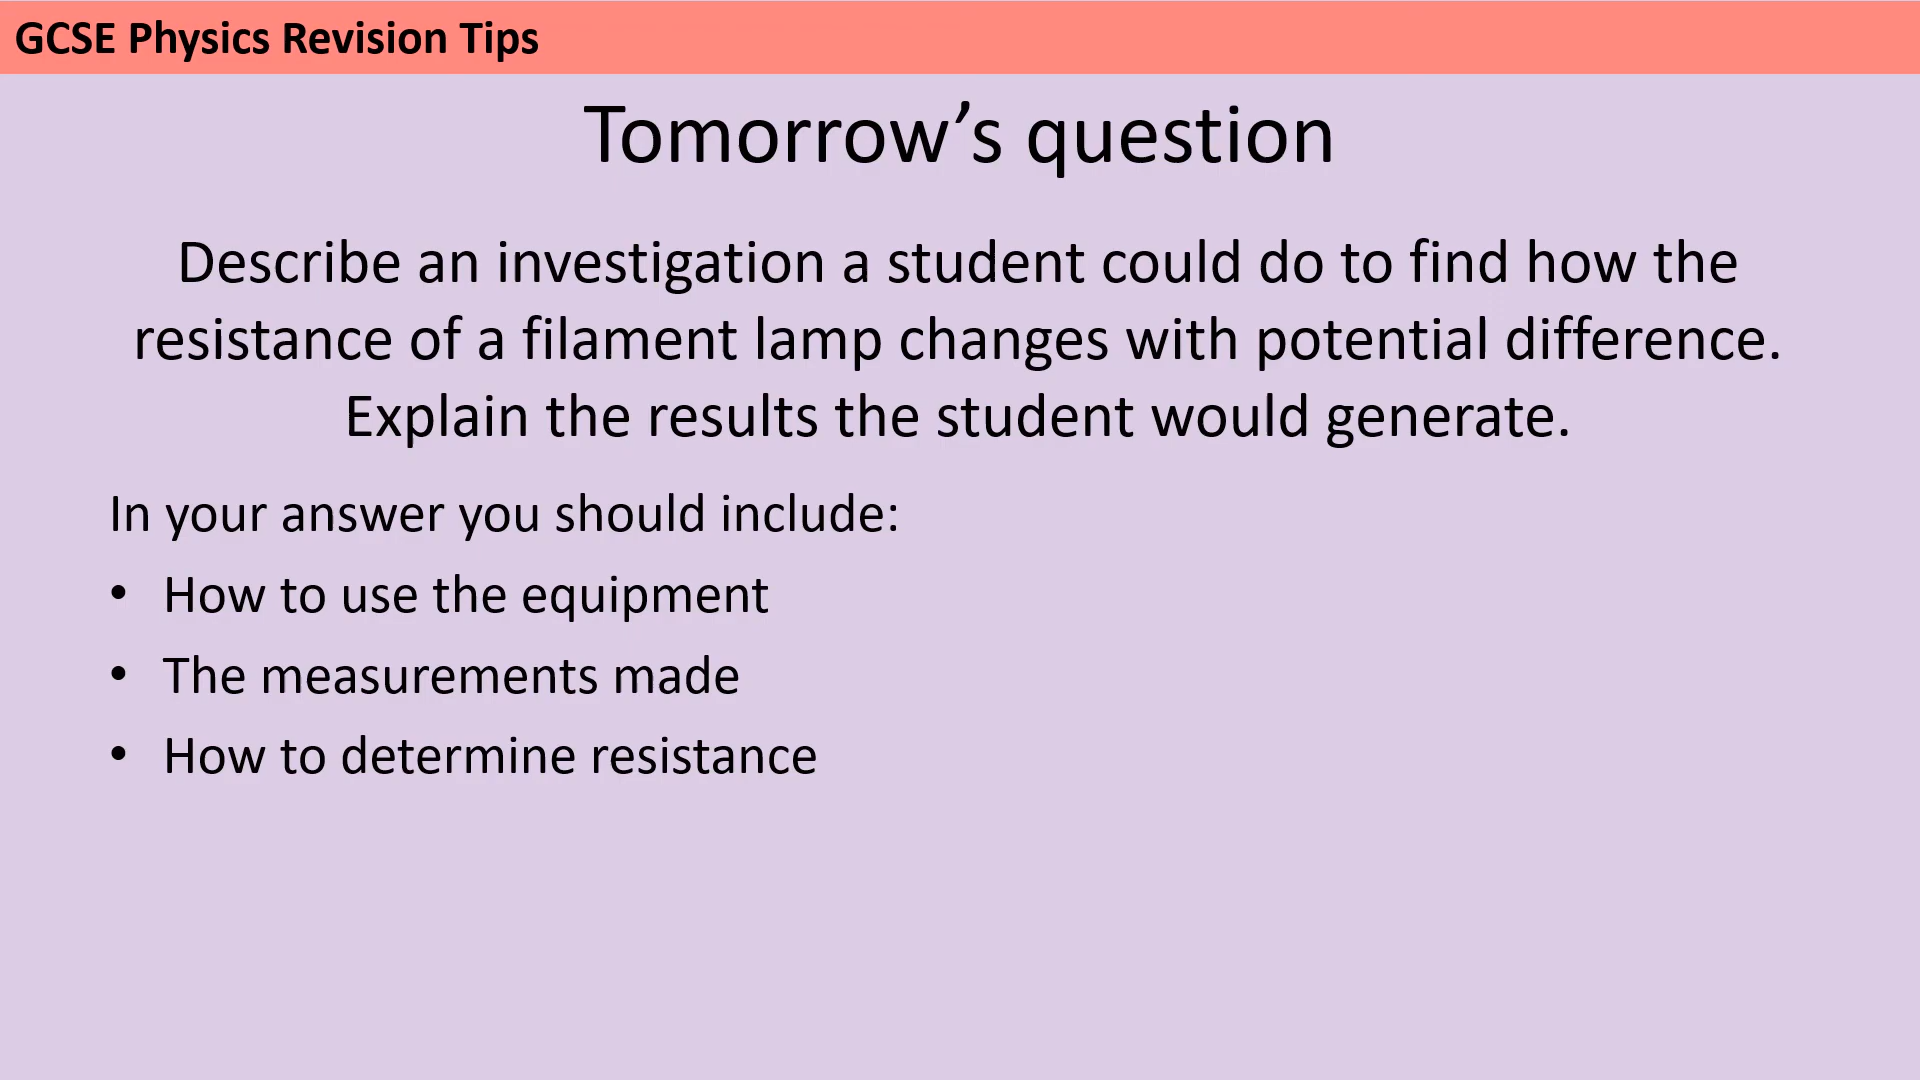 GCSE Physics Revision Tips
Tomorrow’s question
Describe an investigation a student could do to find how the
resistance of a filament lamp changes with potential difference.
Explain the results the student would generate.
In your answer you should include:
• How to use the equipment
• The measurements made
• How to determine resistance